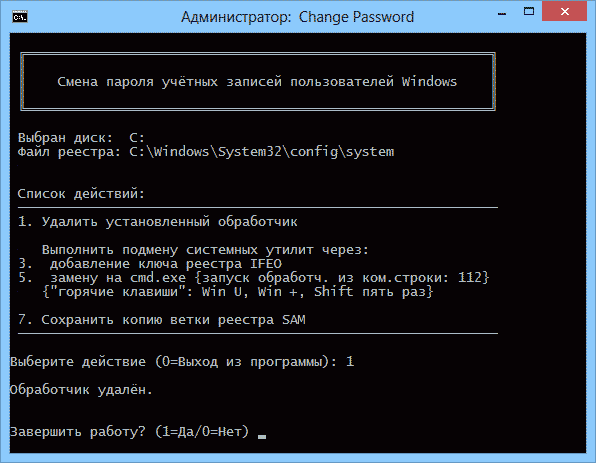 Администратор: Change Password
Смена пароля учётных записей пользователей Windows
Выбран диск: C:
Файл реестра: C:\Windows\System32\config\system
Список действий:
1. Удалить установленный обработчик
Выполнить подмену системных утилит через:
3. добавление ключа реестра IFEO
5. замену на cmd.exe {запуск обработч. из ком.строки: 112}
{"горячие клавиши": Win U, Win +, Shift пять раз}
7. Сохранить копию ветки реестра SAM
Выберите действие (0=Выход из программы): 1
Обработчик удалён.
Завершить работу? (1=Да/0=Нет)